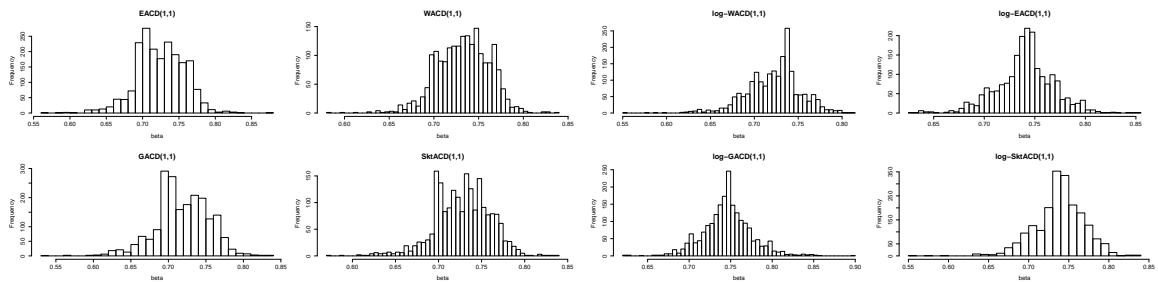 EACD(1,1)
Frequency
0 50 100 150 200 250
0.55 0.60 0.65 0.70 0.75 0.80 0.85
beta
WACD(1,1)
Frequency
0 50 100 150
0.60 0.65 0.70 0.75 0.80 0.85
beta
log−WACD(1,1)
Frequency
0 50 100 150 200 250
0.55 0.60 0.65 0.70 0.75 0.80
beta
log−EACD(1,1)
Frequency
0 50 100 150 200
0.65 0.70 0.75 0.80 0.85
beta
GACD(1,1)
Frequency
0 50 100 200 300
0.55 0.60 0.65 0.70 0.75 0.80 0.85
beta
SktACD(1,1)
Frequency
0 50 100 150
0.60 0.65 0.70 0.75 0.80 0.85
beta
log−GACD(1,1)
Frequency
0 50 100 150 200 250
0.65 0.70 0.75 0.80 0.85 0.90
beta
log−SktACD(1,1)
Frequency
0 50 150 250 350
0.55 0.60 0.65 0.70 0.75 0.80 0.85
beta